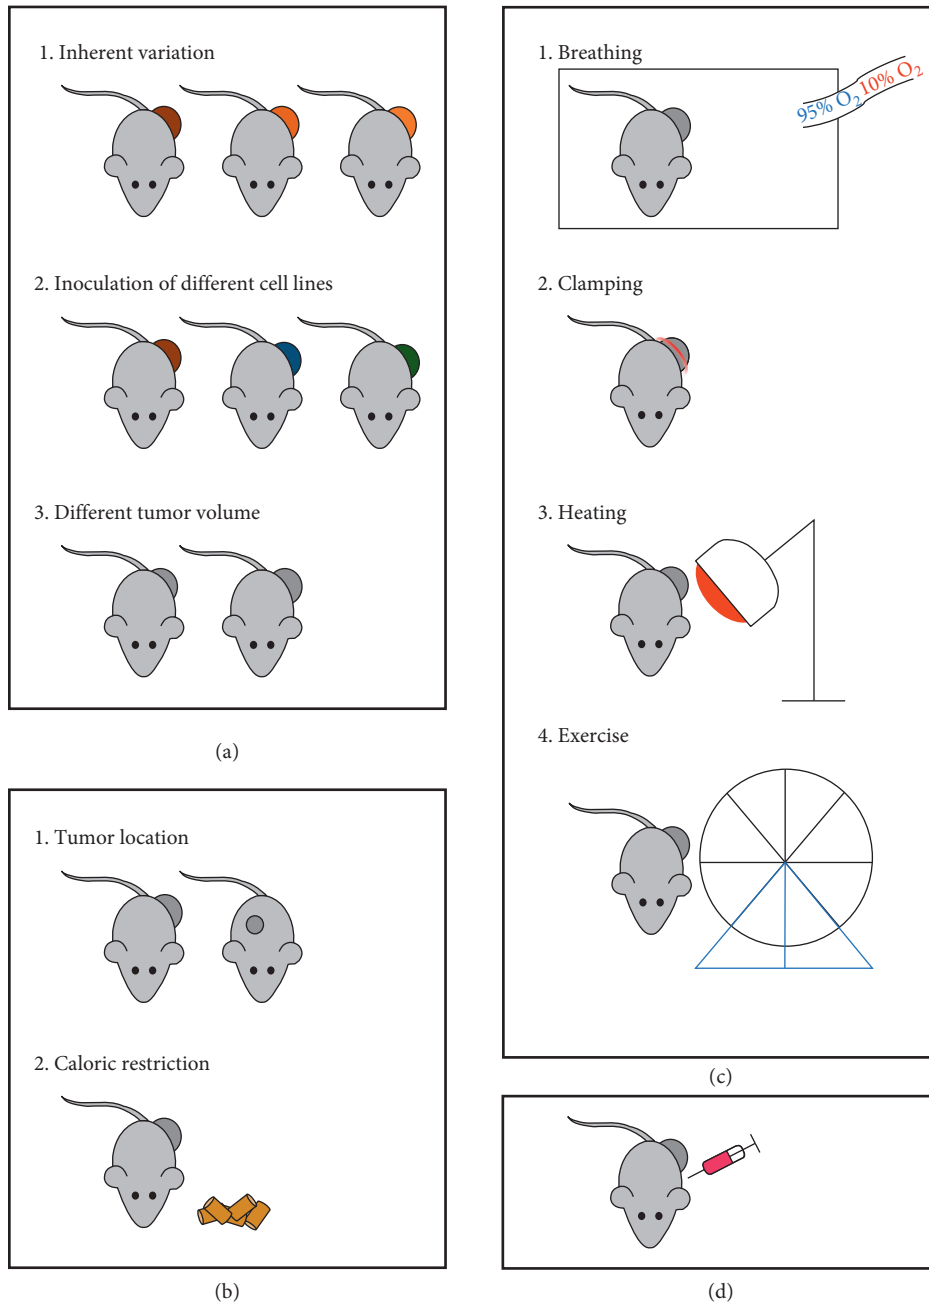 1. Inherent variation
2. Inoculation of different cell lines
3. Different tumor volume
(a)
1. Tumor location
2. Caloric restriction
(b)
1. Breathing
95% O₂ 10% O₂
2. Clamping
3. Heating
4. Exercise
(c)
(d)